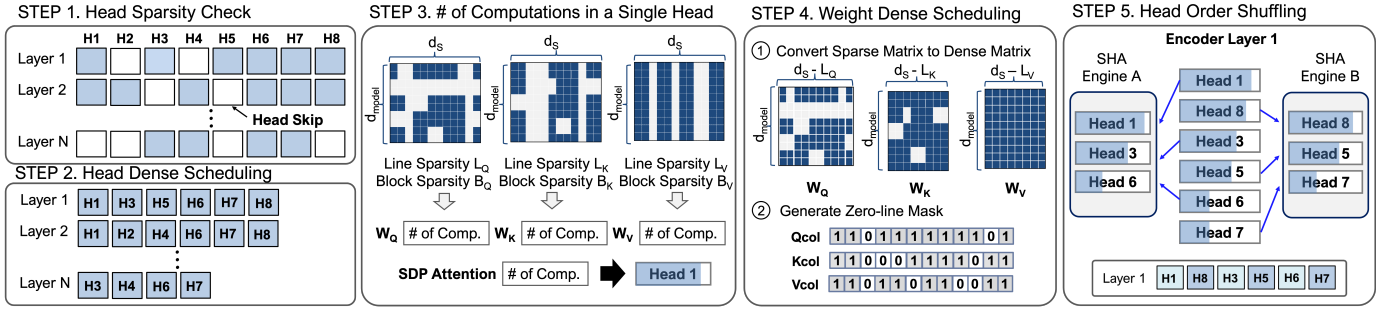 STEP 1. Head Sparsity Check
H1 H2 H3 H4 H5 H6 H7 H8
Layer 1
Layer 2
Head Skip
Layer N
STEP 2. Head Dense Scheduling
Layer 1 H1 H3 H5 H6 H7 H8
Layer 2 H1 H2 H4 H6 H7 H8
Layer N H3 H4 H6 H7
STEP 3. # of Computations in a Single Head
dS dS dS
dmodel dmodel dmodel
Line Sparsity LQ Line Sparsity LK Line Sparsity LV
Block Sparsity BQ Block Sparsity BK Block Sparsity BV
WQ # of Comp. WK # of Comp. WV # of Comp.
SDP Attention # of Comp. Head 1
STEP 4. Weight Dense Scheduling
1 Convert Sparse Matrix to Dense Matrix
dS - LQ dS - LK dS – LV
dmodel dmodel dmodel
WQ WK WV
2 Generate Zero-line Mask
Qcol 1 1 0 1 1 1 1 1 1 1 1 0 1
Kcol 1 1 0 0 0 1 1 1 1 1 0 1 1
Vcol 1 1 0 1 1 0 1 1 0 0 1 1
STEP 5. Head Order Shuffling
Encoder Layer 1
SHA
Engine A
Head 1
Head 3
Head 6
Head 1
Head 8
Head 3
Head 5
Head 6
Head 7
SHA
Engine B
Head 8
Head 5
Head 7
Layer 1 H1 H8 H3 H5 H6 H7